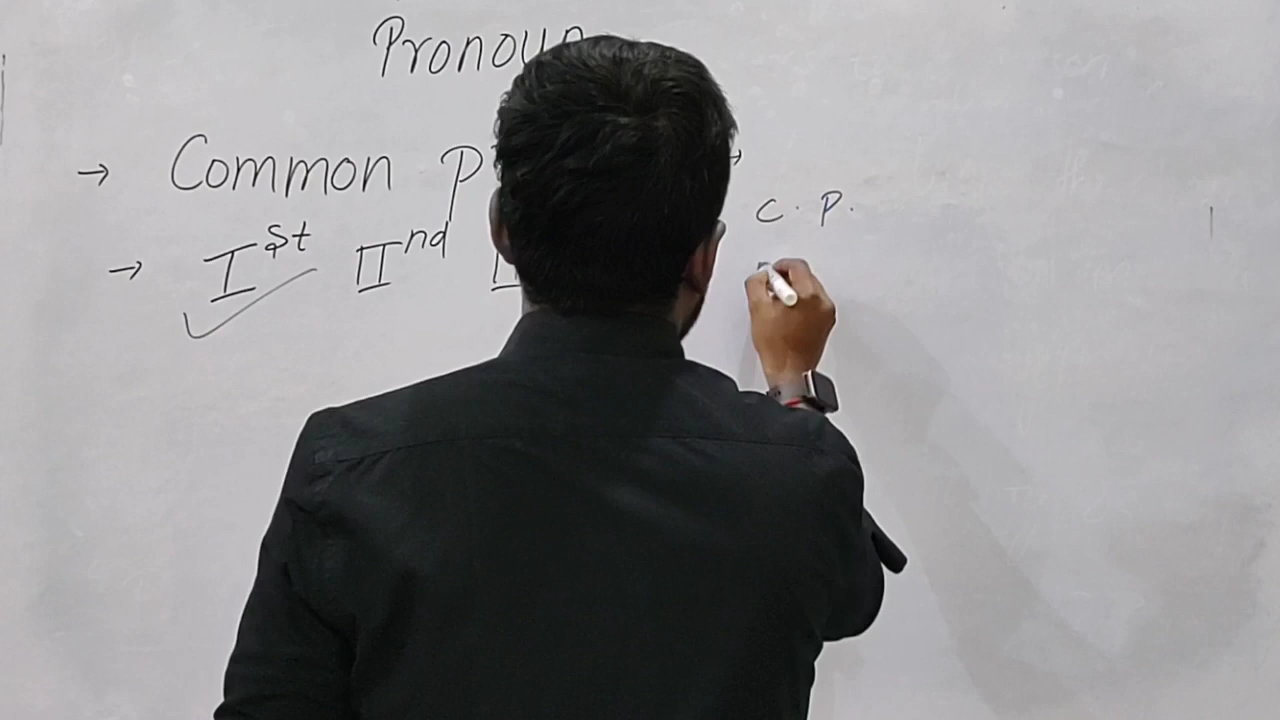 Pronoun
→ Common P →
C. P.
→ Ist IInd